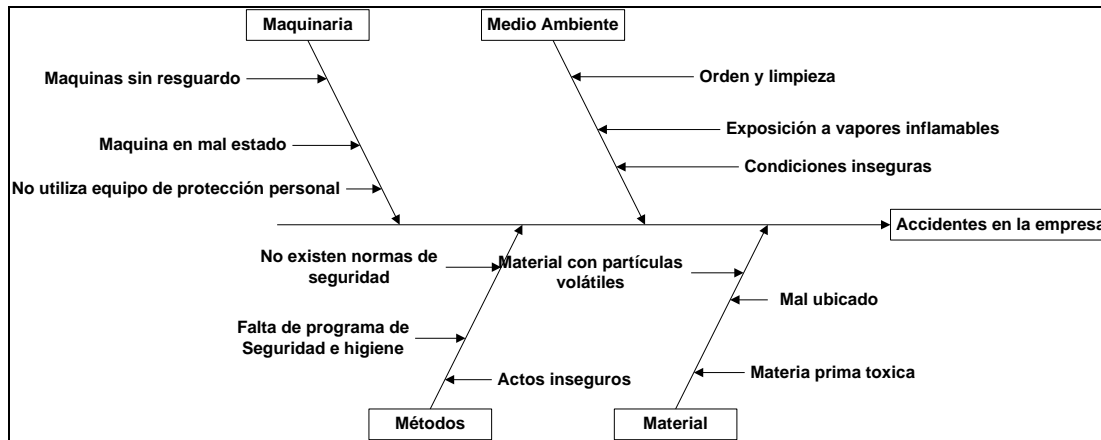 Maquinaria
Medio Ambiente
Maquinas sin resguardo
Orden y limpieza
Maquina en mal estado
Exposición a vapores inflamables
Condiciones inseguras
No utiliza equipo de protección personal
Accidentes en la empresa
No existen normas de
seguridad
Material con partículas
volátiles
Mal ubicado
Falta de programa de
Seguridad e higiene
Actos inseguros
Materia prima toxica
Métodos
Material